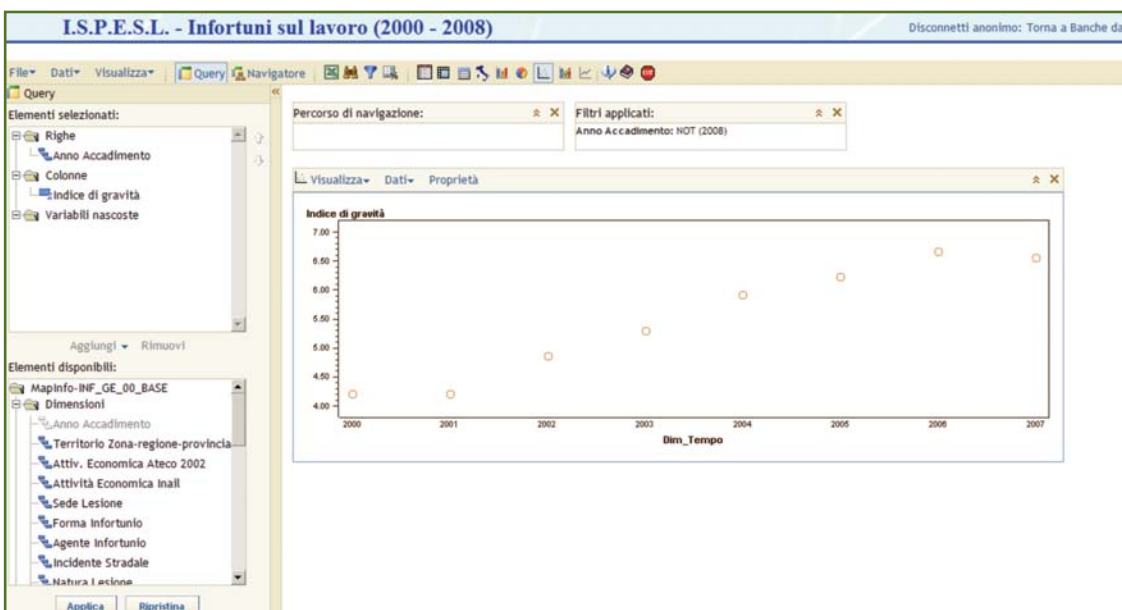 I.S.P.E.S.L. - Infortuni sul lavoro (2000 - 2008)
Disconnetti anonimo: Torna a Banche da
File Dati Visualizza Query Navigatore
Query
Elementi selezionati:
Righe
Anno Accadimento
Colonne
Indice di gravità
Variabili nascoste
Aggiungi Rimuovi
Elementi disponibili:
MapInfo-INF_GE_00_BASE
Dimensioni
Anno Accadimento
Territorio Zona-regione-provincia
Attiv. Economica Ateco 2002
Attività Economica Inail
Sede Lesione
Forma Infortunio
Agente Infortunio
Incidente Stradale
Natura Lesione
Applica Ripristina
Percorso di navigazione:
Filtri applicati:
Anno Accadimento: NOT (2008)
Visualizza Dati Proprietà
Indice di gravità
7.00
6.50
6.00
5.50
5.00
4.50
4.00
2000 2001 2002 2003 2004 2005 2006 2007
Dim_Tempo